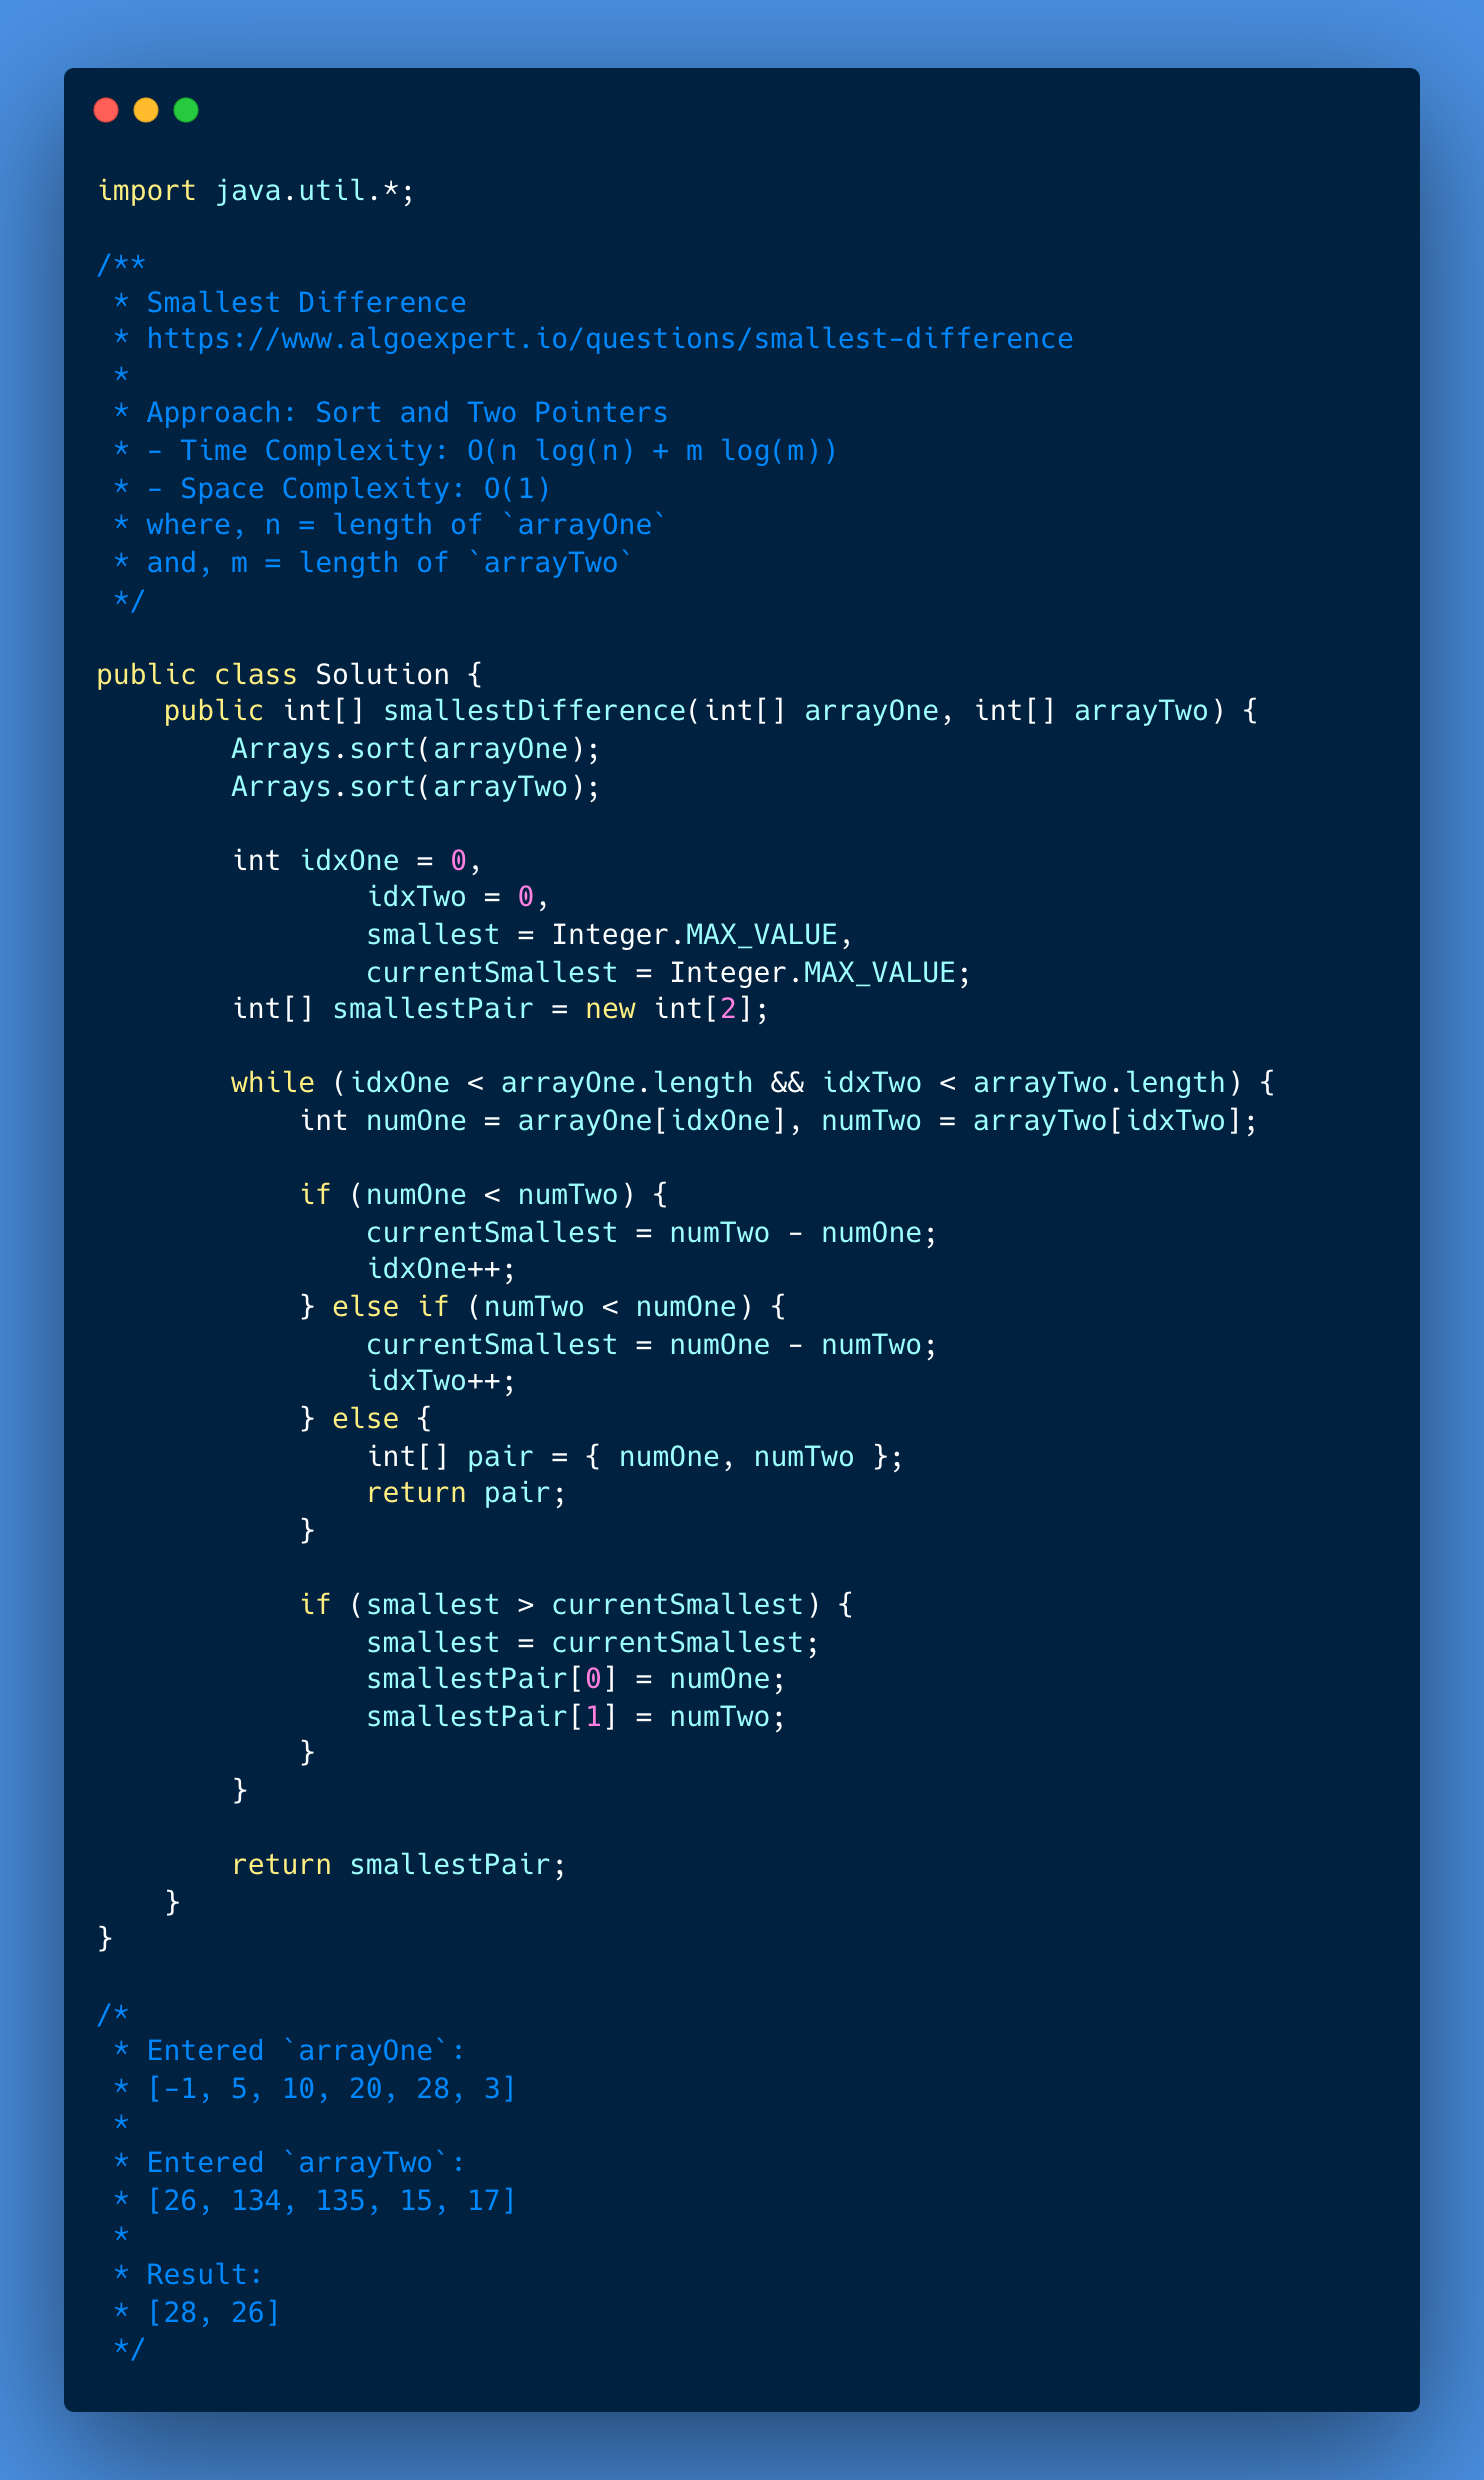 import java.util.*;

/**
 * Smallest Difference
 * https://www.algoexpert.io/questions/smallest-difference
 *
 * Approach: Sort and Two Pointers
 * - Time Complexity: O(n log(n) + m log(m))
 * - Space Complexity: O(1)
 * where, n = length of `arrayOne`
 * and, m = length of `arrayTwo`
 */

public class Solution {
    public int[] smallestDifference(int[] arrayOne, int[] arrayTwo) {
        Arrays.sort(arrayOne);
        Arrays.sort(arrayTwo);

        int idxOne = 0,
                idxTwo = 0,
                smallest = Integer.MAX_VALUE,
                currentSmallest = Integer.MAX_VALUE;
        int[] smallestPair = new int[2];

        while (idxOne < arrayOne.length && idxTwo < arrayTwo.length) {
            int numOne = arrayOne[idxOne], numTwo = arrayTwo[idxTwo];

            if (numOne < numTwo) {
                currentSmallest = numTwo - numOne;
                idxOne++;
            } else if (numTwo < numOne) {
                currentSmallest = numOne - numTwo;
                idxTwo++;
            } else {
                int[] pair = { numOne, numTwo };
                return pair;
            }

            if (smallest > currentSmallest) {
                smallest = currentSmallest;
                smallestPair[0] = numOne;
                smallestPair[1] = numTwo;
            }
        }

        return smallestPair;
    }
}

/*
 * Entered `arrayOne`:
 * [-1, 5, 10, 20, 28, 3]
 *
 * Entered `arrayTwo`:
 * [26, 134, 135, 15, 17]
 *
 * Result:
 * [28, 26]
 */